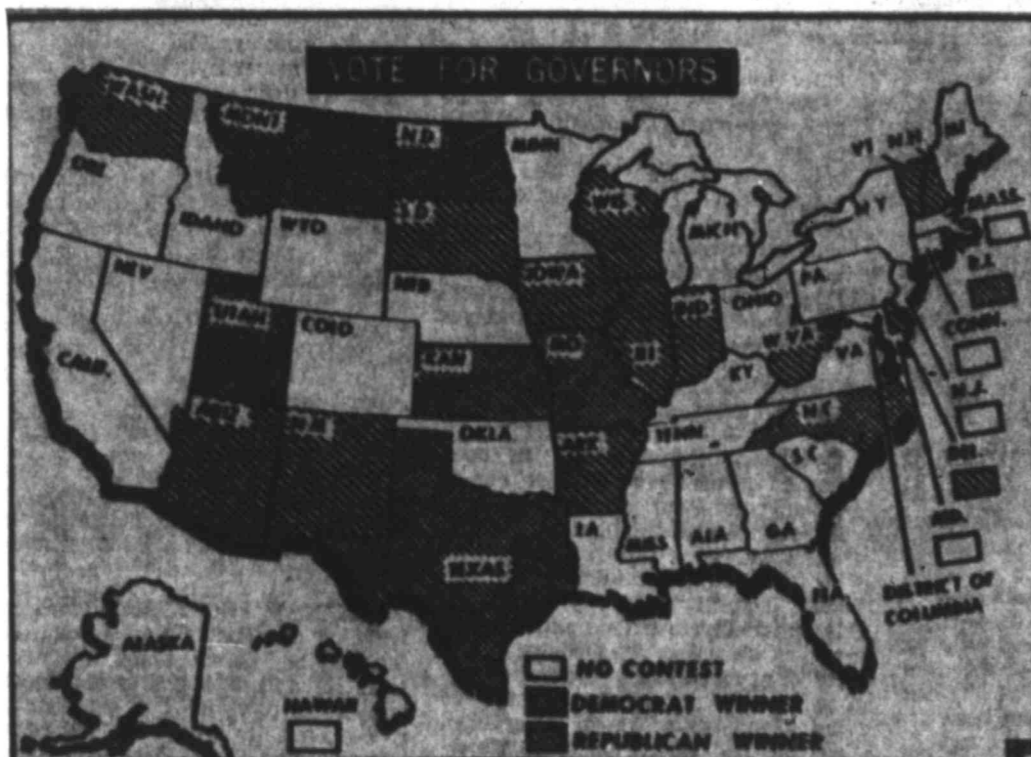 VOTE FOR GOVERNORS
WASH
MONT
N.D.
MINN
VT N.H.
M
ORE
IDAHO
WYO
S.D.
WIS
MICH
N Y
MASS.
R.I.
NEV
UTAH
COLO.
NEB
IOWA
ILL
IND
OHIO
PA.
W.VA
VA
CONN.
CALIF.
KAN
MO
KY.
N.J.
ARIZ
N.M
OKLA
ARK
TENN.
N.C
S C
DEL.
TEXAS
LA
MISS
ALA
GA
FLA
MD.
DISTRICT OF
COLUMBIA
ALASKA
HAWAII
NO CONTEST
DEMOCRAT WINNER
REPUBLICAN WINNER